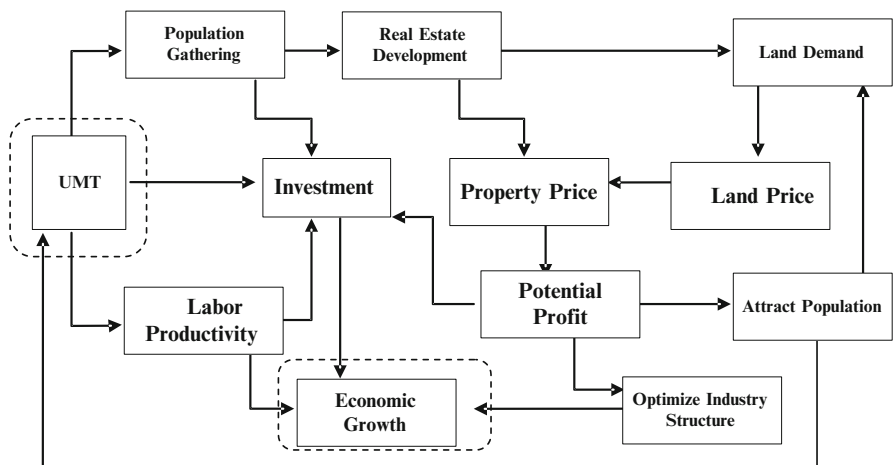 Population
Gathering
Real Estate
Development
Land Demand
UMT
Investment
Property Price
Land Price
Labor
Productivity
Potential
Profit
Attract Population
Economic
Growth
Optimize Industry
Structure